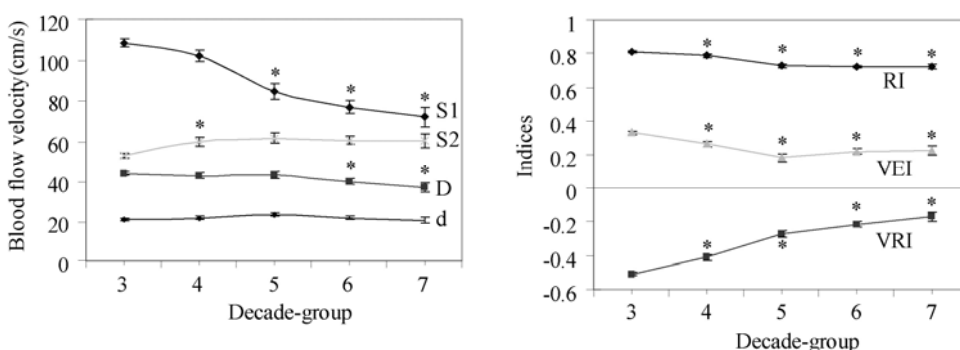 Blood flow velocity(cm/s)
120
100
80
60
40
20
0
* * *
S1
*
S2
* *
D
d
3 4 5 6 7
Decade-group
Indices
1
0.8
0.6
0.4
0.2
0
-0.2
-0.4
-0.6
* * * *
RI
* * * *
VEI
* * * *
VRI
3 4 5 6 7
Decade-group